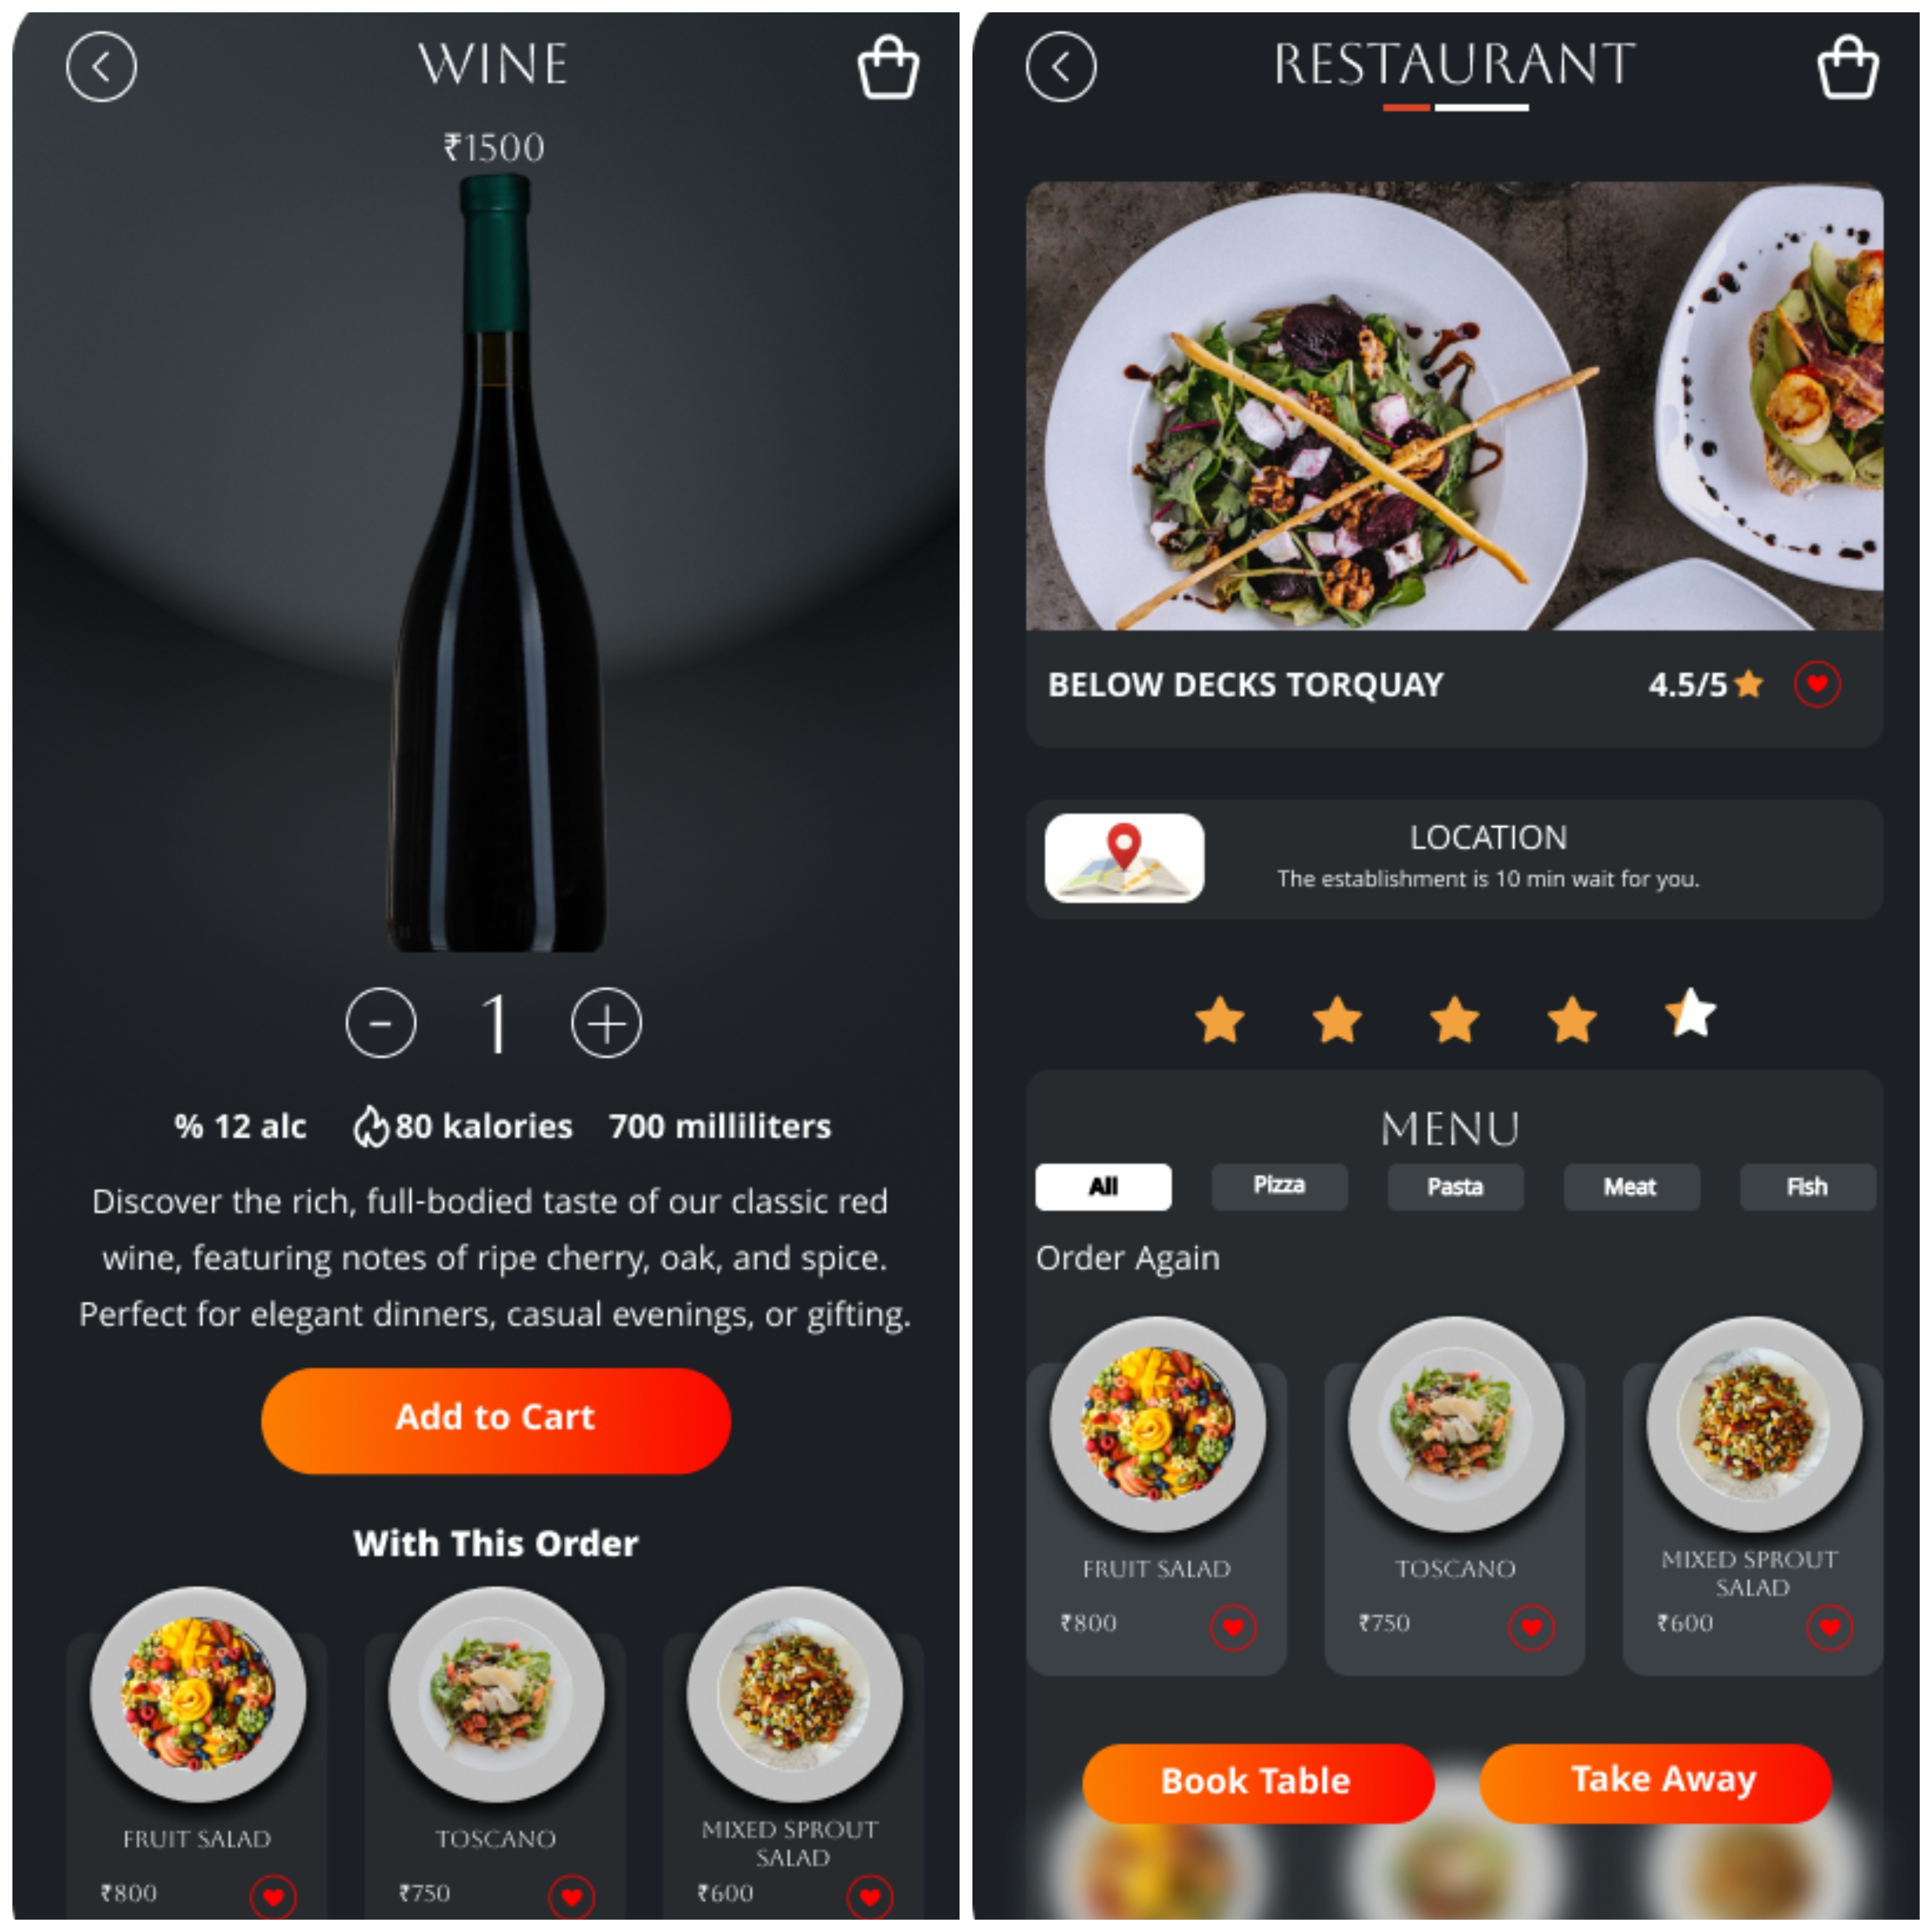 WINE
₹1500
- 1 +
% 12 alc 80 kalories 700 milliliters
Discover the rich, full-bodied taste of our classic red
wine, featuring notes of ripe cherry, oak, and spice.
Perfect for elegant dinners, casual evenings, or gifting.
Add to Cart
With This Order
FRUIT SALAD
₹800
TOSCANO
₹750
MIXED SPROUT
SALAD
₹600
RESTAURANT
BELOW DECKS TORQUAY 4.5/5
LOCATION
The establishment is 10 min wait for you.
MENU
All Pizza Pasta Meat Fish
Order Again
FRUIT SALAD
₹800
TOSCANO
₹750
MIXED SPROUT
SALAD
₹600
Book Table Take Away